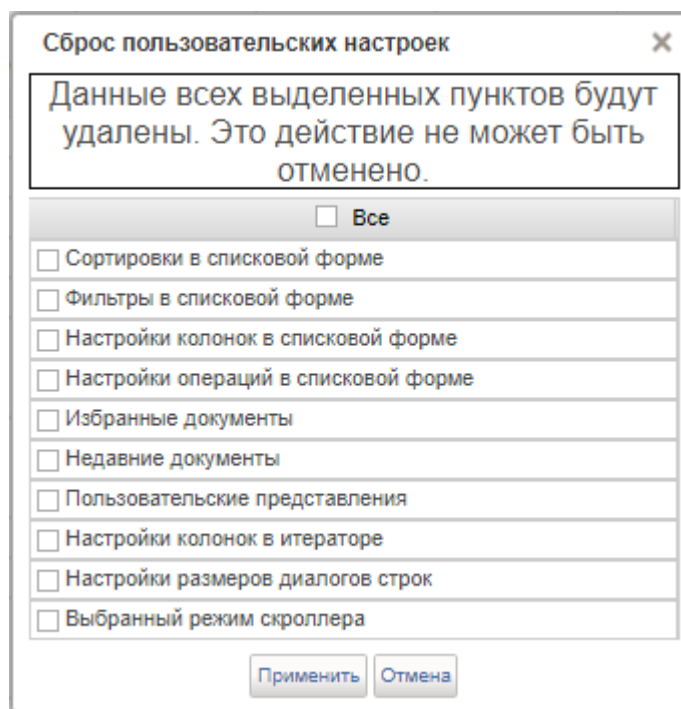 Сброс пользовательских настроек
Данные всех выделенных пунктов будут
удалены. Это действие не может быть
отменено.
Все
Сортировки в списковой форме
Фильтры в списковой форме
Настройки колонок в списковой форме
Настройки операций в списковой форме
Избранные документы
Недавние документы
Пользовательские представления
Настройки колонок в итераторе
Настройки размеров диалогов строк
Выбранный режим скроллера
Применить Отмена